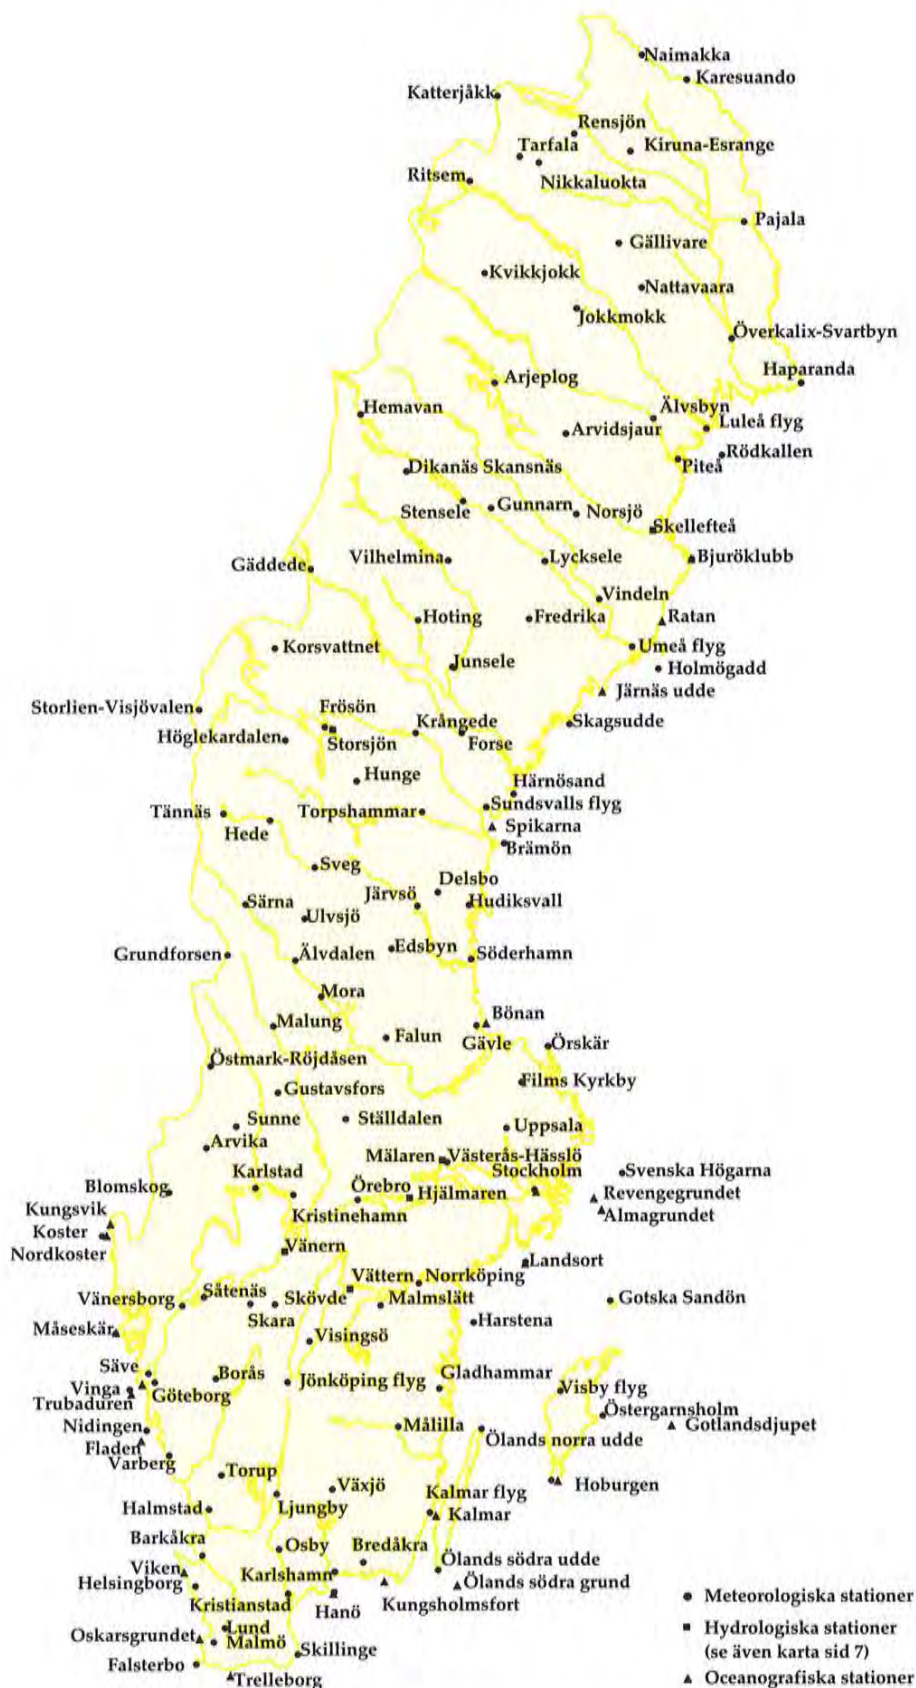 Naimakka
Karesuando
Katterjåkk
Rensjön
Tarfala
Kiruna-Esrange
Ritsem
Nikkaluokta
Pajala
Gällivare
Kvikkjokk
Nattavaara
Jokkmokk
Överkalix-Svartbyn
Haparanda
Arjeplog
Hemavan
Älvsbyn
Luleå flyg
Arvidsjaur
Rödkallen
Piteå
Dikanäs Skansnäs
Gunnarn
Stensele
Norsjö
Skellefteå
Vilhelmina
Lycksele
Bjuröklubb
Gäddede
Vindeln
Hoting
Fredrika
Ratan
Korsvattnet
Umeå flyg
Junsele
Holmögadd
Järnäs udde
Storlien-Visjövalen
Frösön
Krångede
Skagsudde
Höglekardalen
Storsjön
Forse
Hunge
Härnösand
Sundsvalls flyg
Tännäs
Torpshammar
Hede
Spikarna
Brämön
Sveg
Delsbo
Järvsö
Särna
Hudiksvall
Ulvsjö
Edsbyn
Grundforsen
Älvdalen
Söderhamn
Mora
Bönan
Malung
Falun
Gävle
Örskär
Östmark-Röjdåsen
Films Kyrkby
Gustavsfors
Sunne
Ställdalen
Uppsala
Arvika
Mälaren
Västerås-Hässlö
Karlstad
Stockholm
Svenska Högarna
Blomskog
Örebro
Hjälmaren
Revengegrundet
Kungsvik
Kristinehamn
Almagrundet
Koster
Nordkoster
Vänern
Landsort
Vättern
Norrköping
Såtenäs
Vänersborg
Skövde
Malmslätt
Gotska Sandön
Skara
Harstena
Måseskär
Visingsö
Säve
Borås
Jönköping flyg
Gladhammar
Vinga
Göteborg
Visby flyg
Trubaduren
Östergarnsholm
Nidingen
Målilla
Gotlandsdjupet
Ölands norra udde
Fladen
Varberg
Torup
Växjö
Hoburgen
Kalmar flyg
Halmstad
Ljungby
Kalmar
Barkåkra
Osby
Bredåkra
Ölands södra udde
Viken
Karlshamn
Helsingborg
Ölands södra grund
Kristianstad
Hanö
Kungsholmsfort
Meteorologiska stationer
Lund
Hydrologiska stationer
Oskarsgrundet
Malmö
Skillinge
(se även karta sid 7)
Falsterbo
Trelleborg
Oceanografiska stationer